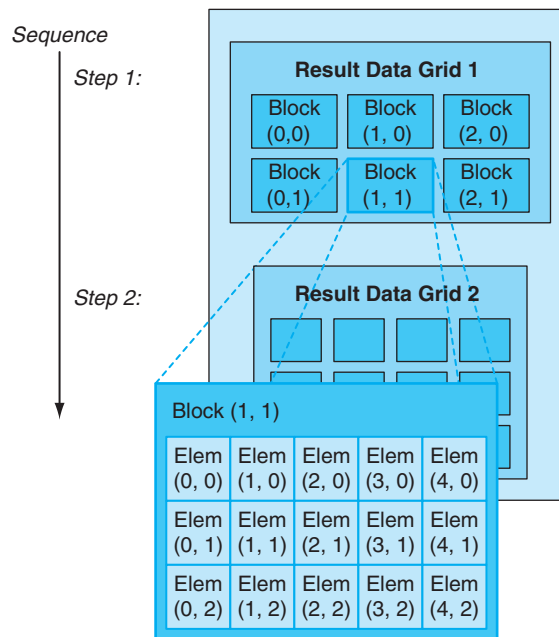 Sequence
Step 1:
Result Data Grid 1
Block Block Block
(0,0) (1, 0) (2, 0)
Block Block Block
(0,1) (1, 1) (2, 1)
Step 2:
Result Data Grid 2
Block (1, 1)
Elem Elem Elem Elem Elem
(0, 0) (1, 0) (2, 0) (3, 0) (4, 0)
Elem Elem Elem Elem Elem
(0, 1) (1, 1) (2, 1) (3, 1) (4, 1)
Elem Elem Elem Elem Elem
(0, 2) (1, 2) (2, 2) (3, 2) (4, 2)